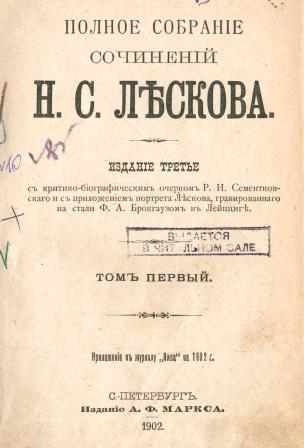 ПОЛНОЕ СОБРАНІЕ
СОЧИНЕНІЙ
Н. С. ЛѢСКОВА.
ИЗДАНІЕ ТРЕТЬЕ
съ критико-біографическимъ очеркомъ Р. И. Сементков-
скаго и съ приложеніемъ портрета Лѣскова, гравированнаго
на стали Ф. А. Брокгаузомъ въ Лейпцигѣ.
ВЫДАЕТСЯ
В ЧИТАЛЬНОМ ЗАЛЕ
ТОМЪ ПЕРВЫЙ.
Приложеніе къ журналу „Нива“ на 1902 г.
С.-ПЕТЕРБУРГЪ.
Изданіе А. Ф. МАРКСА.
1902.